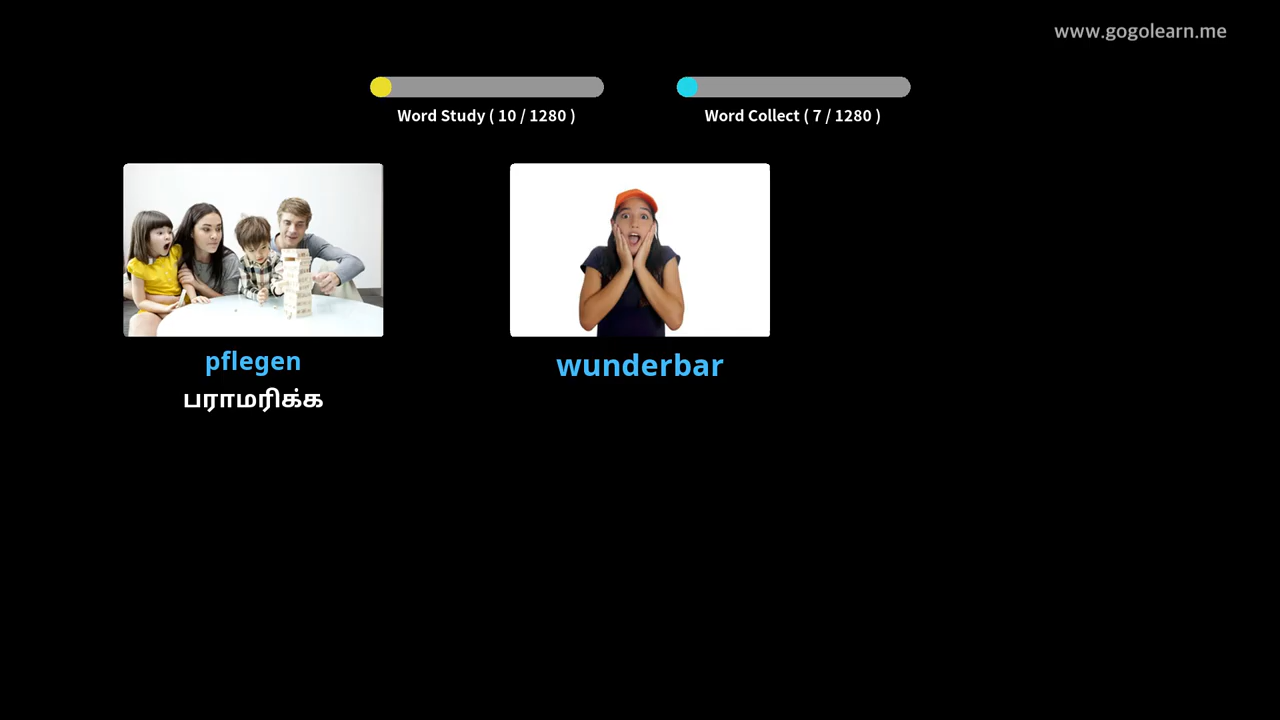 www.gogolearn.me
Word Study ( 10 / 1280 )
Word Collect ( 7 / 1280 )
pflegen
பராமரிக்க
wunderbar